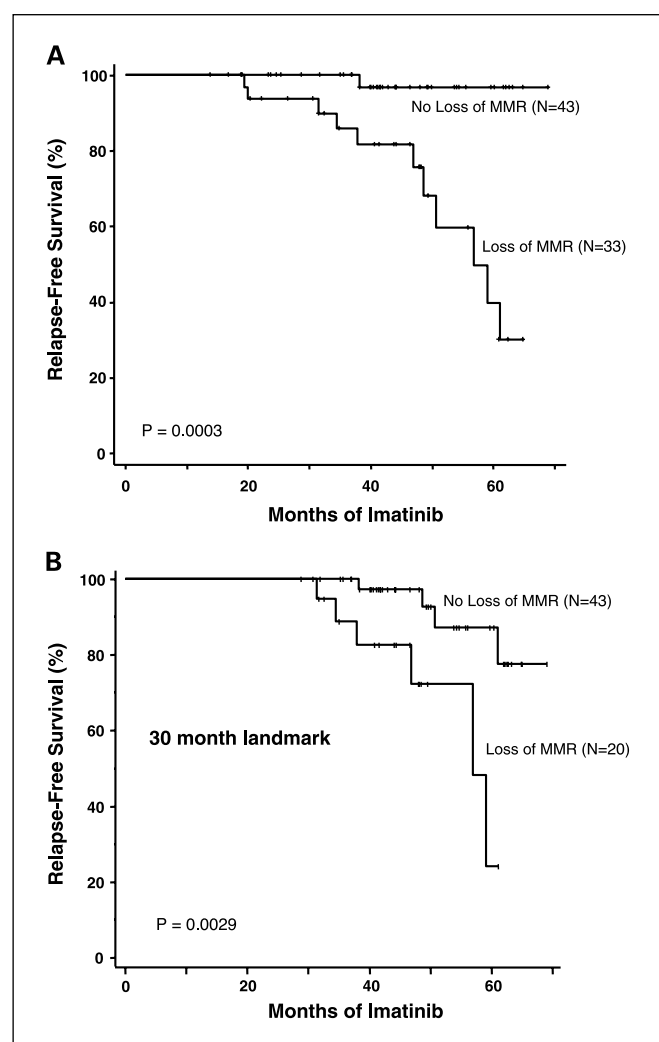 A
Relapse-Free Survival (%)
100
80
60
40
20
0
No Loss of MMR (N=43)
Loss of MMR (N=33)
P = 0.0003
0 20 40 60
Months of Imatinib
B
Relapse-Free Survival (%)
100
80
60
40
20
0
No Loss of MMR (N=43)
30 month landmark
Loss of MMR (N=20)
P = 0.0029
0 20 40 60
Months of Imatinib